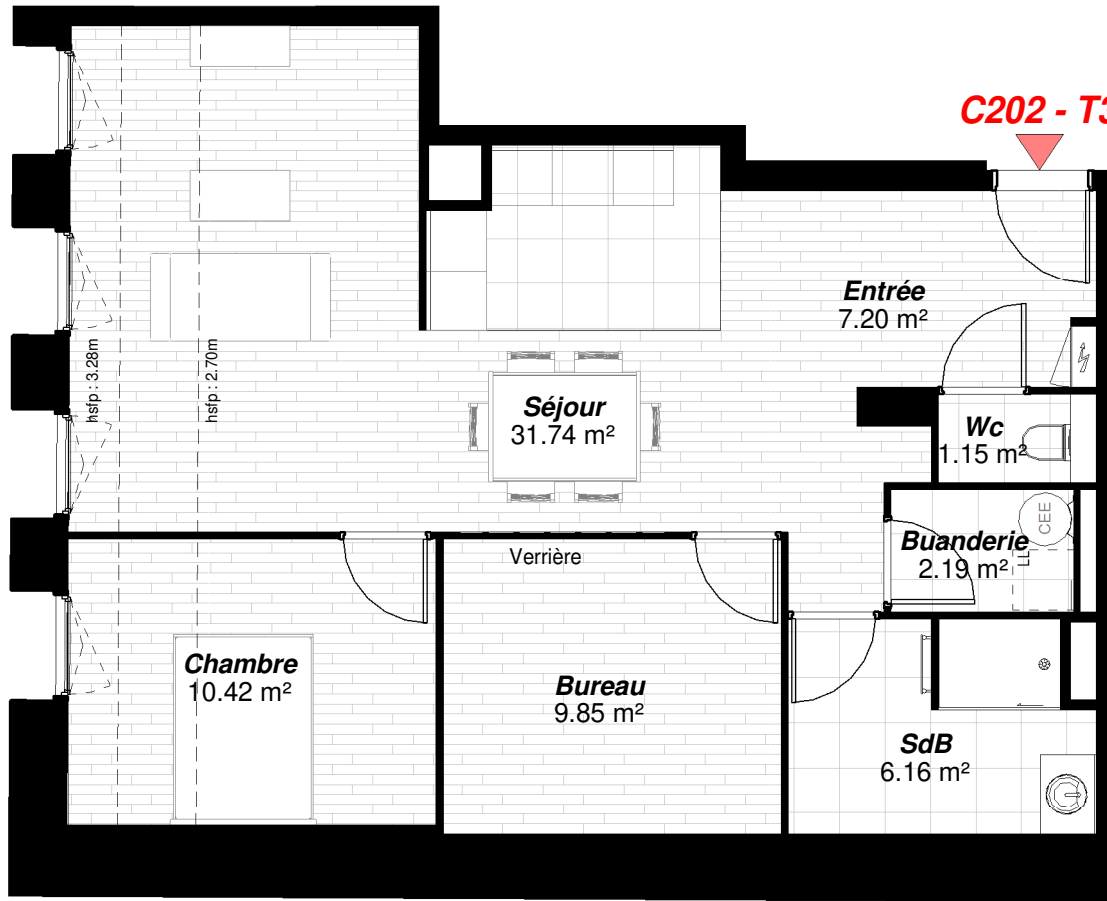 C202 - T3
Entrée
7.20 m²
hsfp : 3.28m
hsfp : 2.70m
Séjour
31.74 m²
Wc
1.15 m²
CEE
Buanderie
2.19 m²
LL
Verrière
Chambre
10.42 m²
Bureau
9.85 m²
SdB
6.16 m²